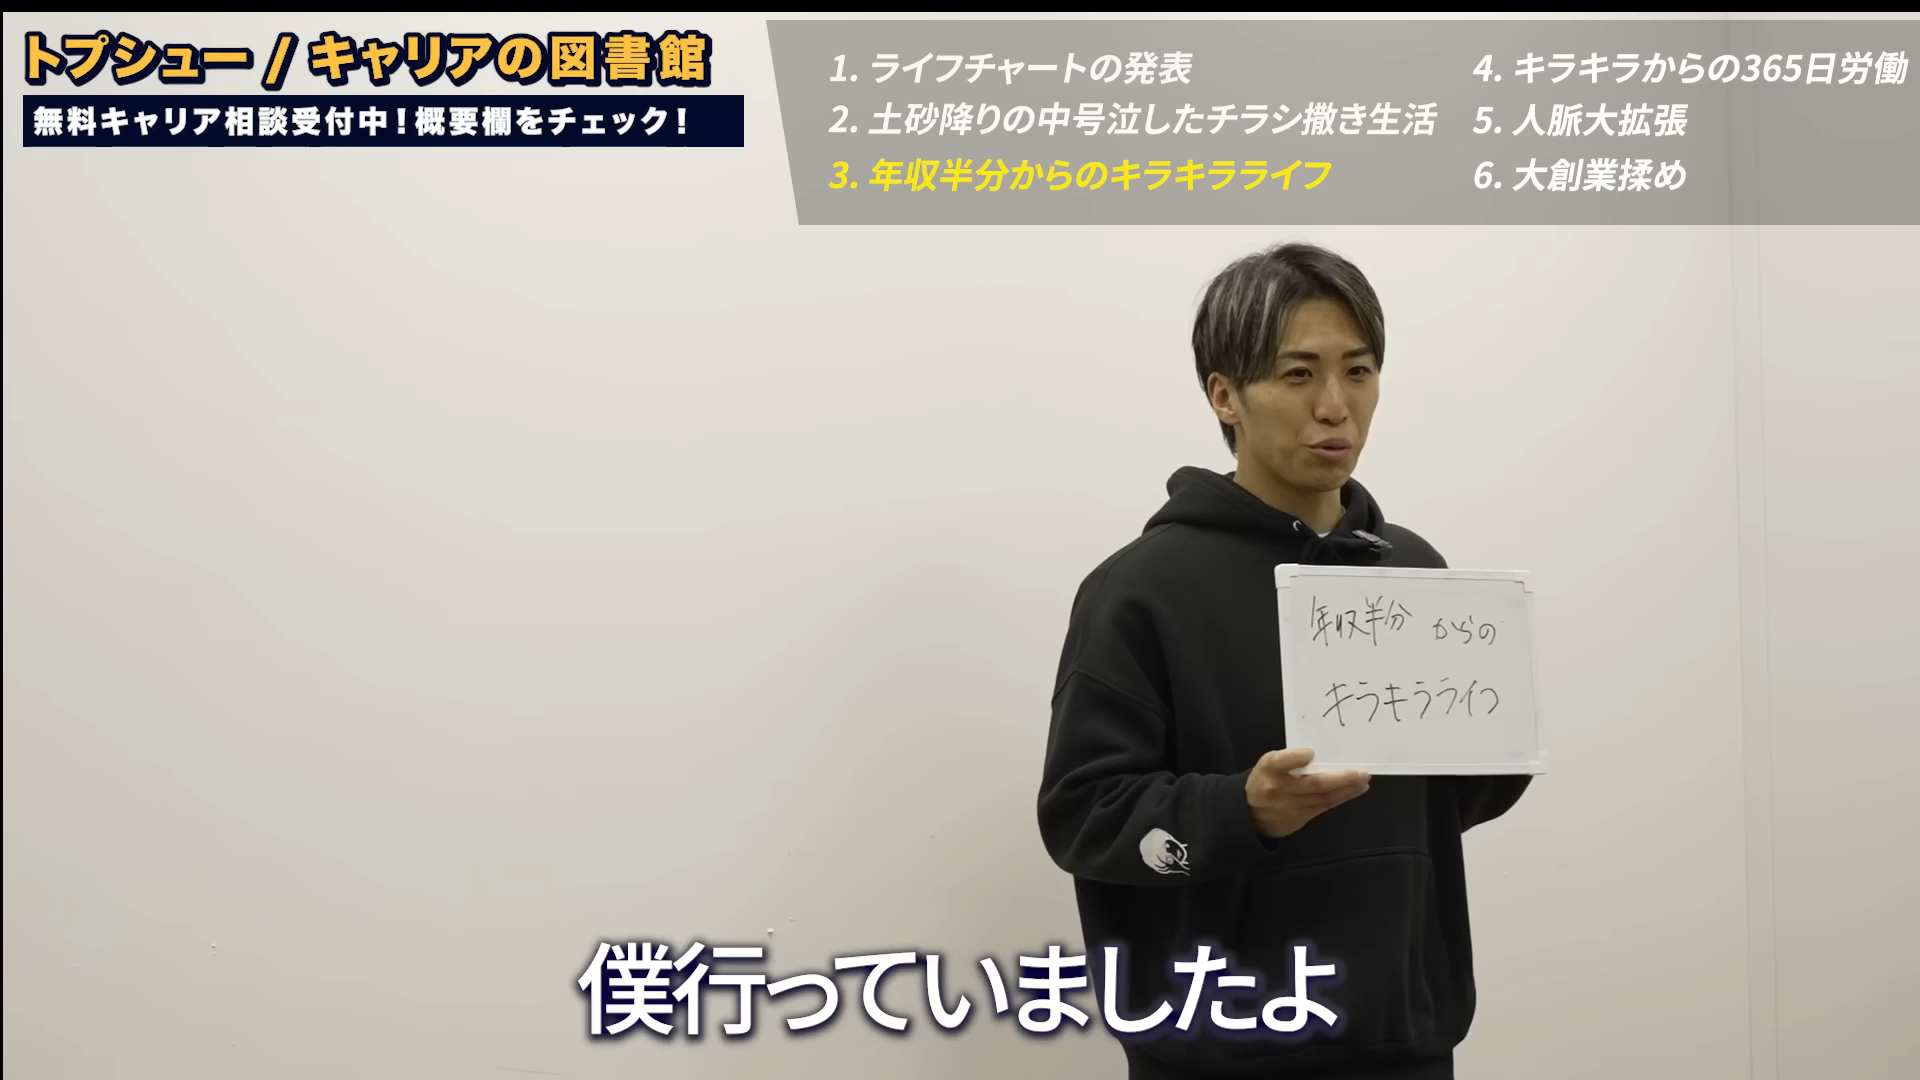 トプシュー / キャリアの図書館
無料キャリア相談受付中！概要欄をチェック！
1. ライフチャートの発表
2. 土砂降りの中号泣したチラシ撒き生活
3. 年収半分からのキラキラライフ
4. キラキラからの365日労働
5. 人脈大拡張
6. 大創業揉め
年収半分 からの
キラキラライフ
僕行っていましたよ